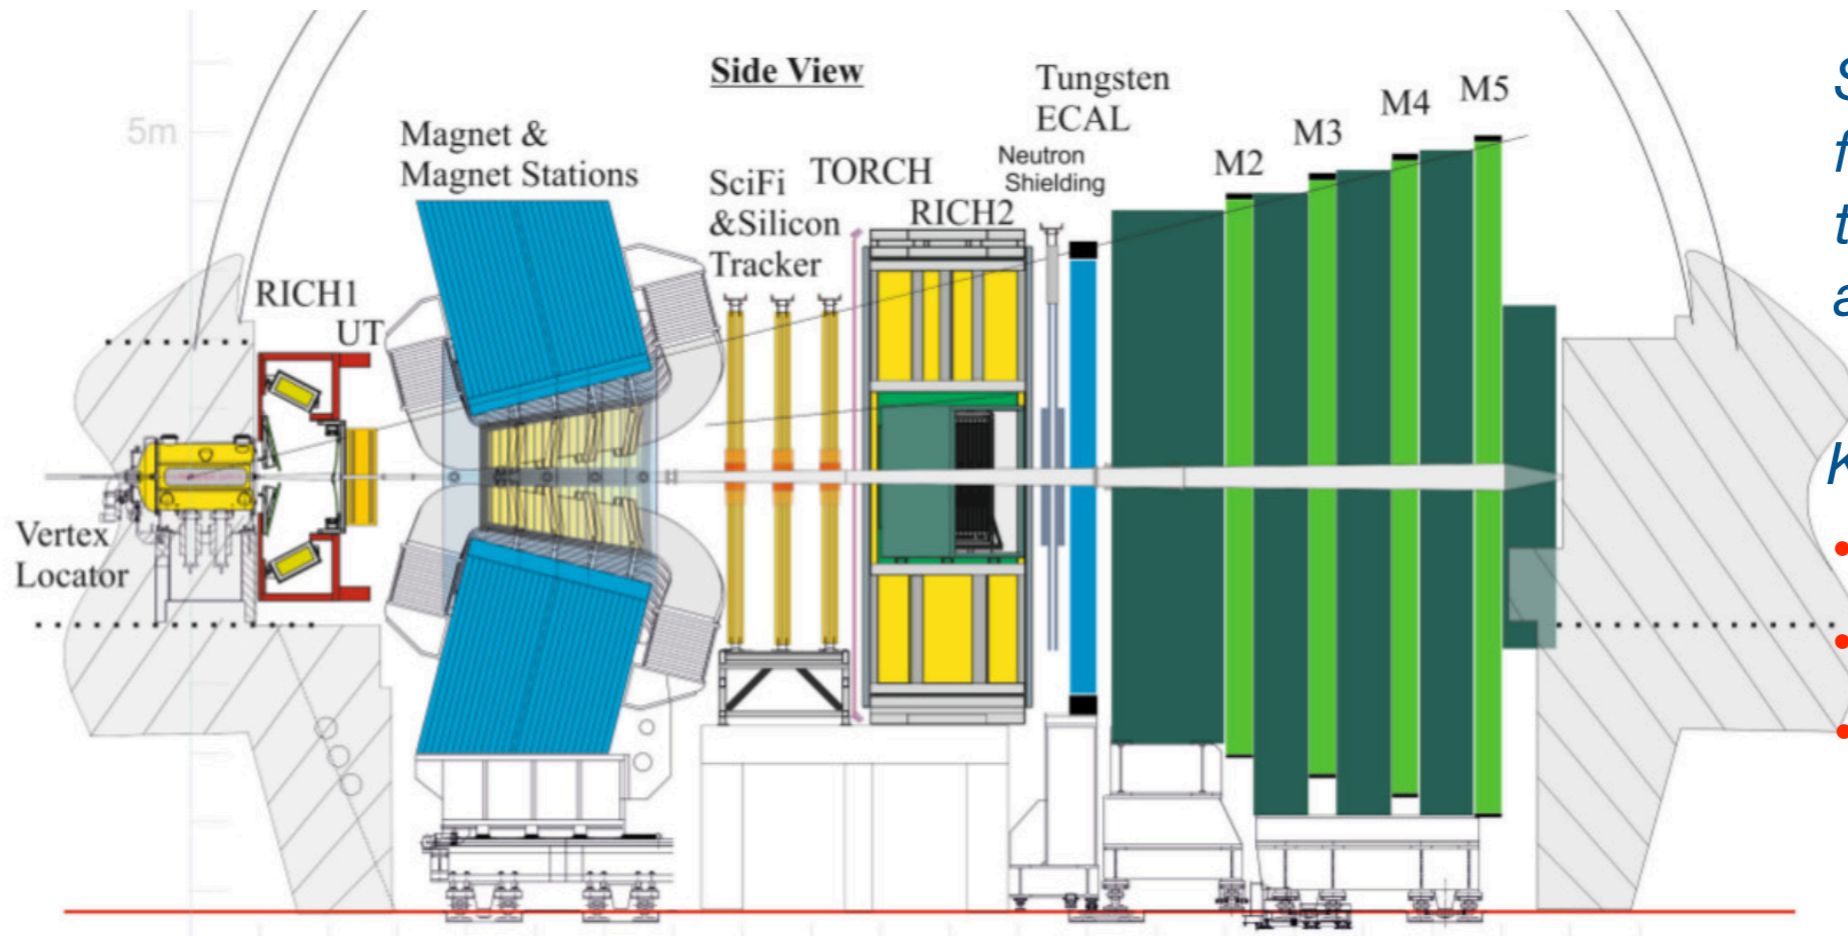 Side View
5m
Magnet &
Magnet Stations
SciFi
&Silicon
Tracker
TORCH
RICH2
Neutron
Shielding
Tungsten
ECAL
M2
M3
M4
M5
RICH1
UT
Vertex
Locator